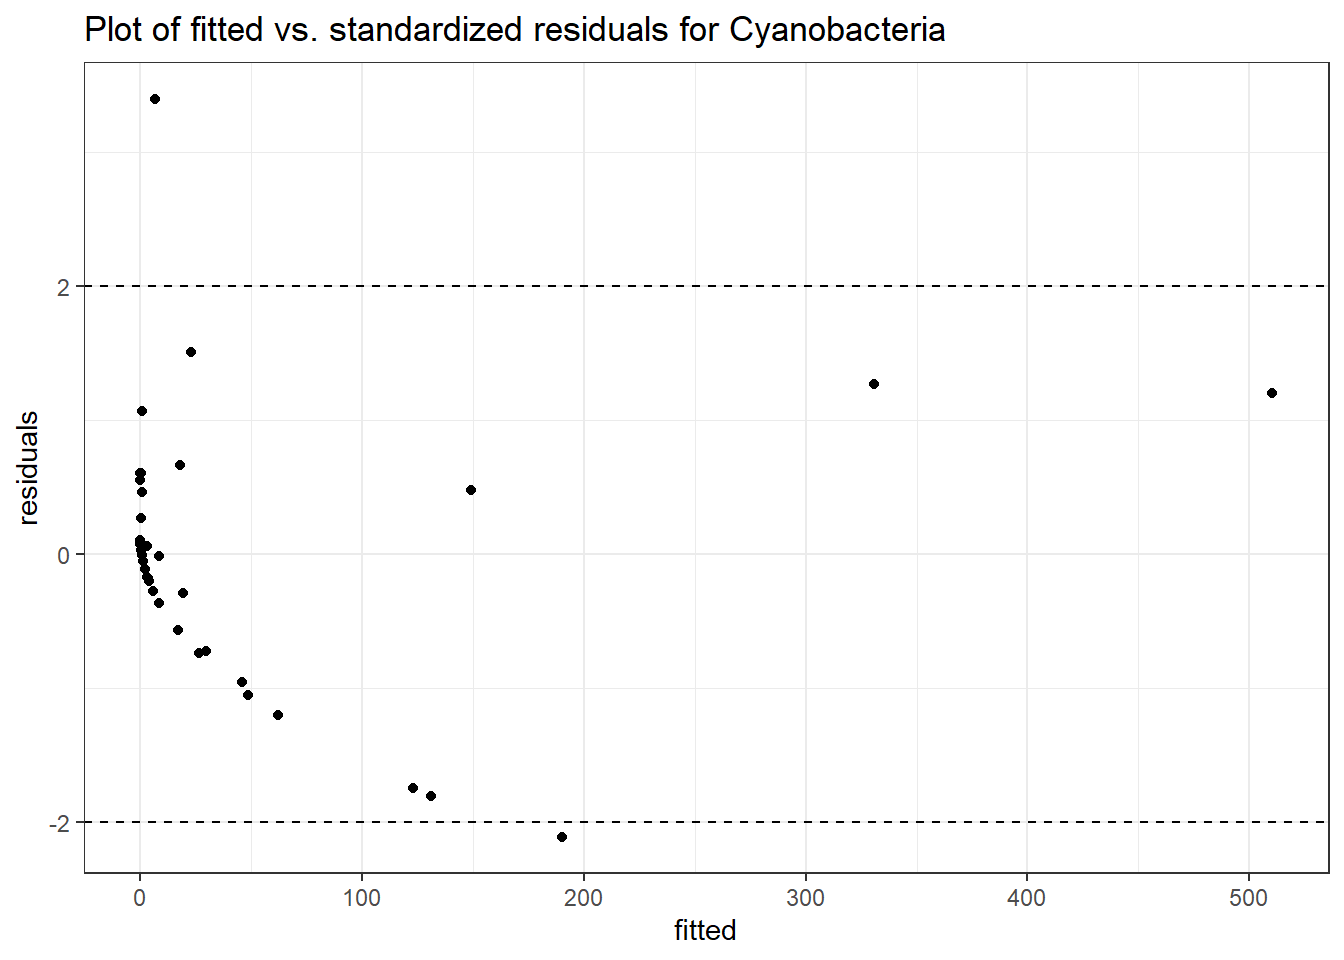 Plot of fitted vs. standardized residuals for Cyanobacteria
residuals
2
0
-2
0 100 200 300 400 500
fitted